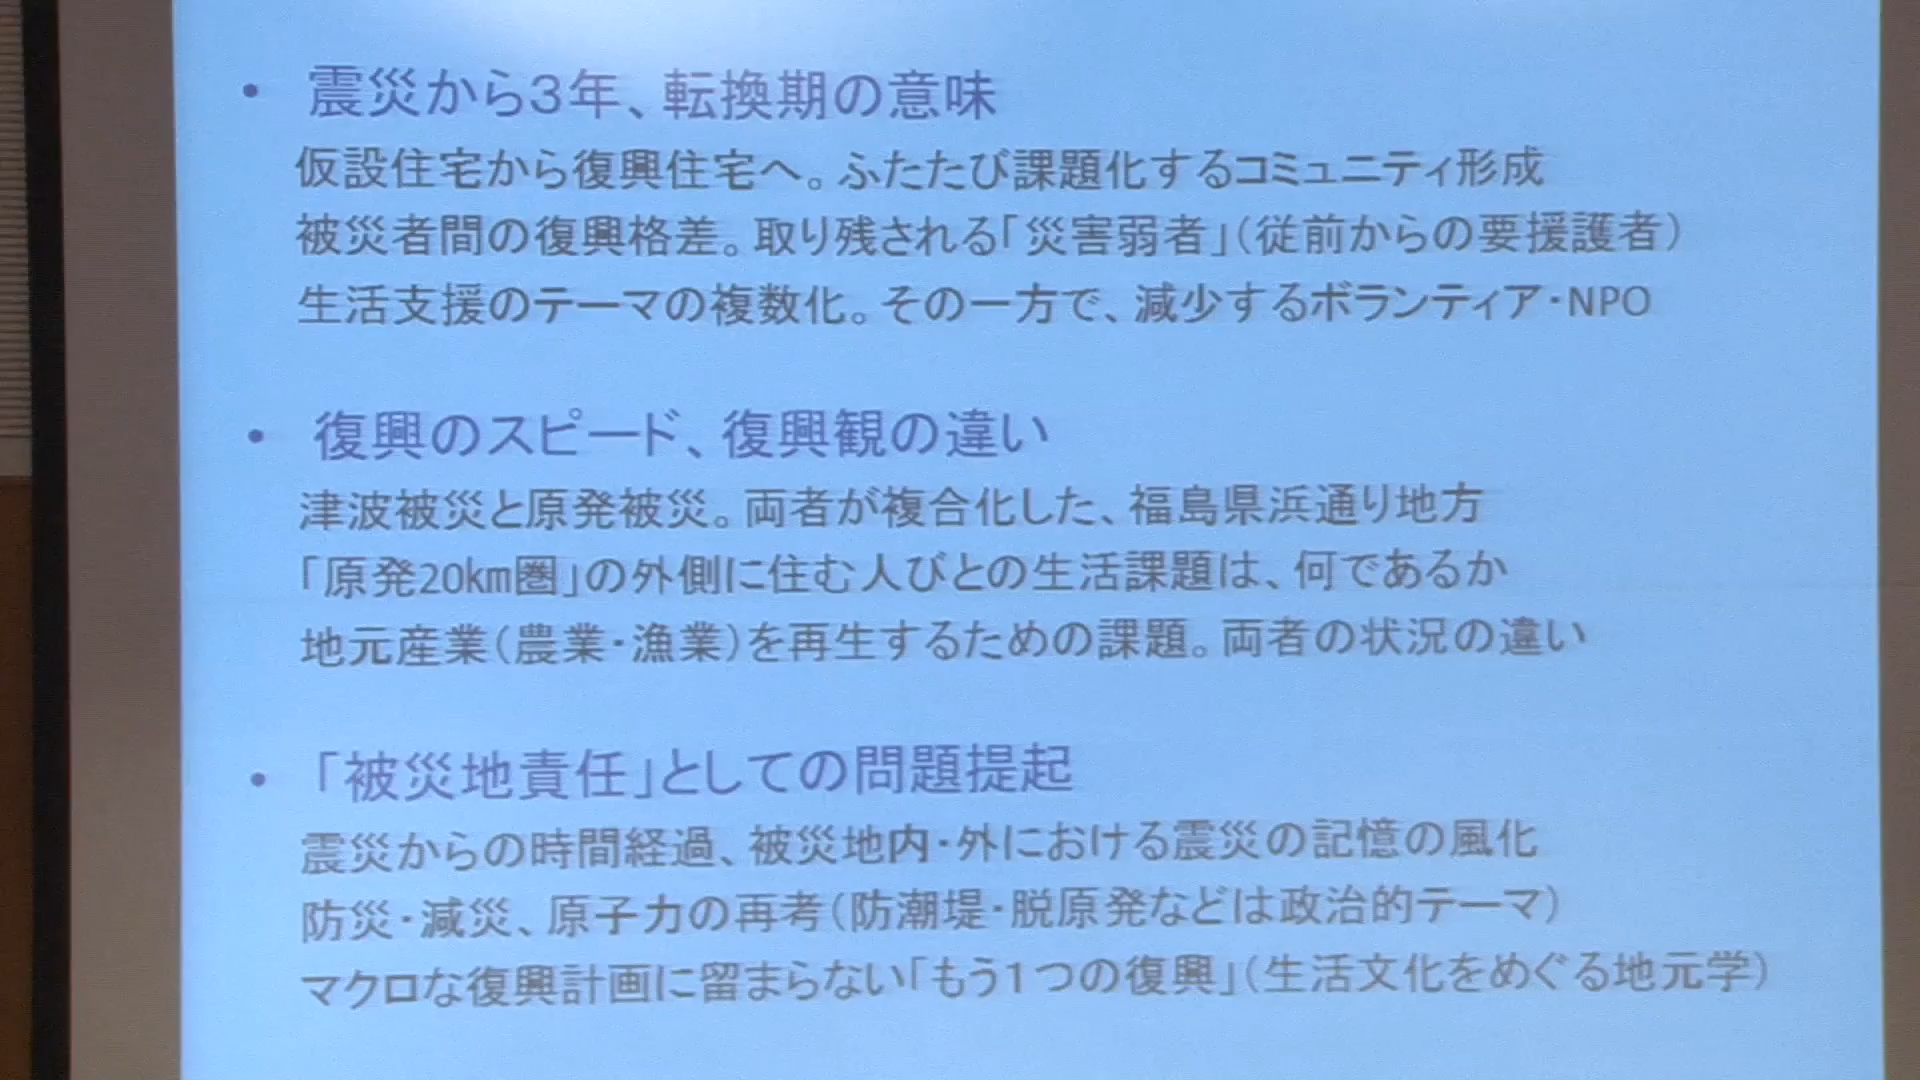 • 震災から3年、転換期の意味
仮設住宅から復興住宅へ。ふたたび課題化するコミュニティ形成
被災者間の復興格差。取り残される「災害弱者」(従前からの要援護者)
生活支援のテーマの複数化。その一方で、減少するボランティア・NPO
• 復興のスピード、復興観の違い
津波被災と原発被災。両者が複合化した、福島県浜通り地方
「原発20km圏」の外側に住む人びとの生活課題は、何であるか
地元産業(農業・漁業)を再生するための課題。両者の状況の違い
• 「被災地責任」としての問題提起
震災からの時間経過、被災地内・外における震災の記憶の風化
防災・減災、原子力の再考(防潮堤・脱原発などは政治的テーマ)
マクロな復興計画に留まらない「もう1つの復興」(生活文化をめぐる地元学)